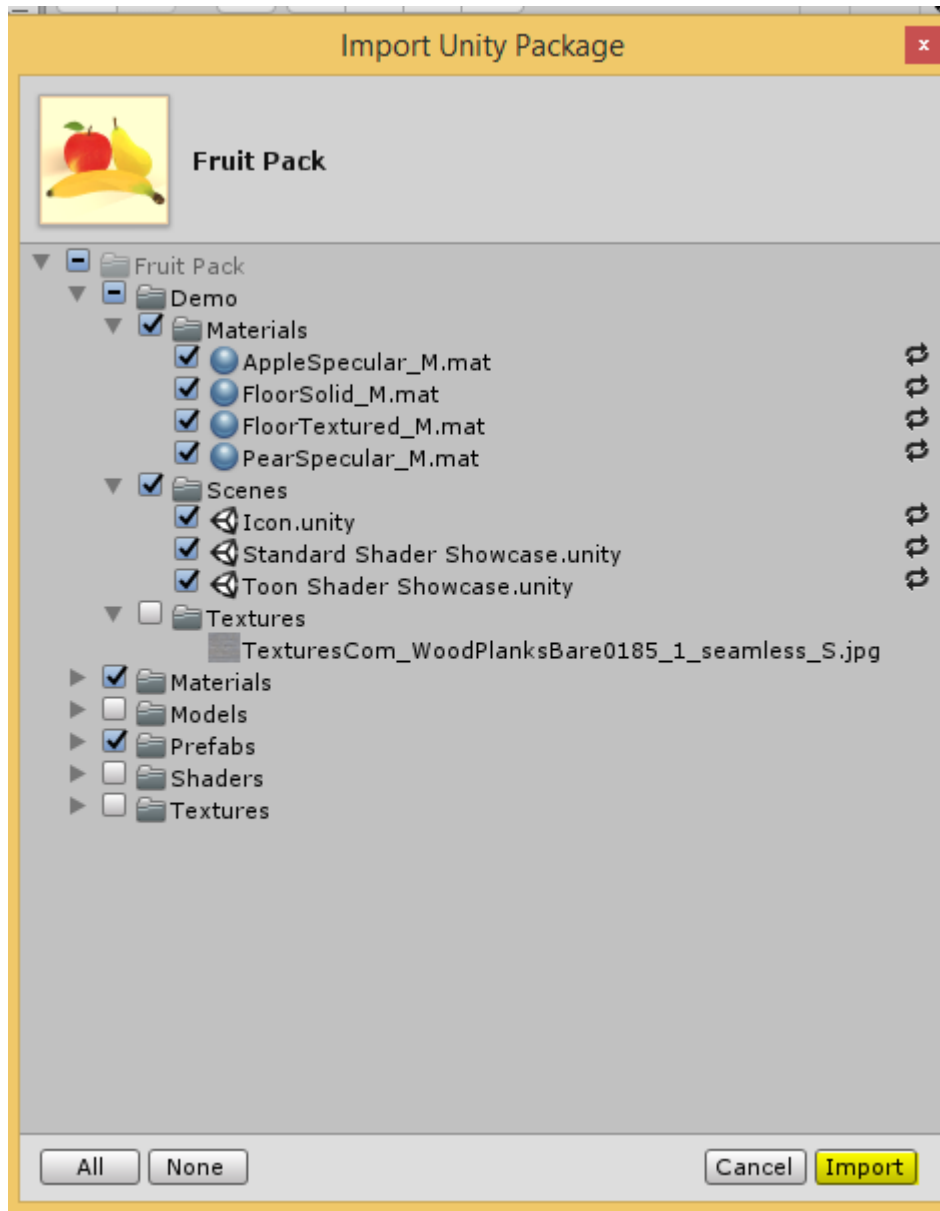 Import Unity Package
x
Fruit Pack
Fruit Pack
Demo
Materials
AppleSpecular_M.mat
FloorSolid_M.mat
FloorTextured_M.mat
PearSpecular_M.mat
Scenes
Icon.unity
Standard Shader Showcase.unity
Toon Shader Showcase.unity
Textures
TexturesCom_WoodPlanksBare0185_1_seamless_S.jpg
Materials
Models
Prefabs
Shaders
Textures
All None Cancel Import